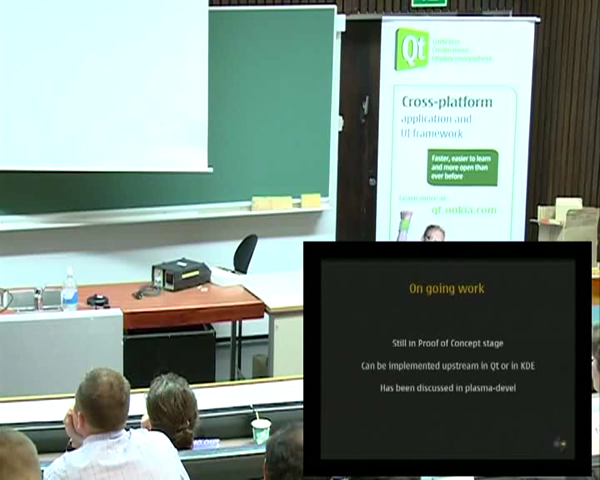 Qt
Cross-platform
application and
UI framework
Faster, easier to learn
and more open than
ever before
qt.nokia.com
On going work
Still in Proof of Concept stage
Can be implemented upstream in Qt or in KDE
Has been discussed in plasma-devel